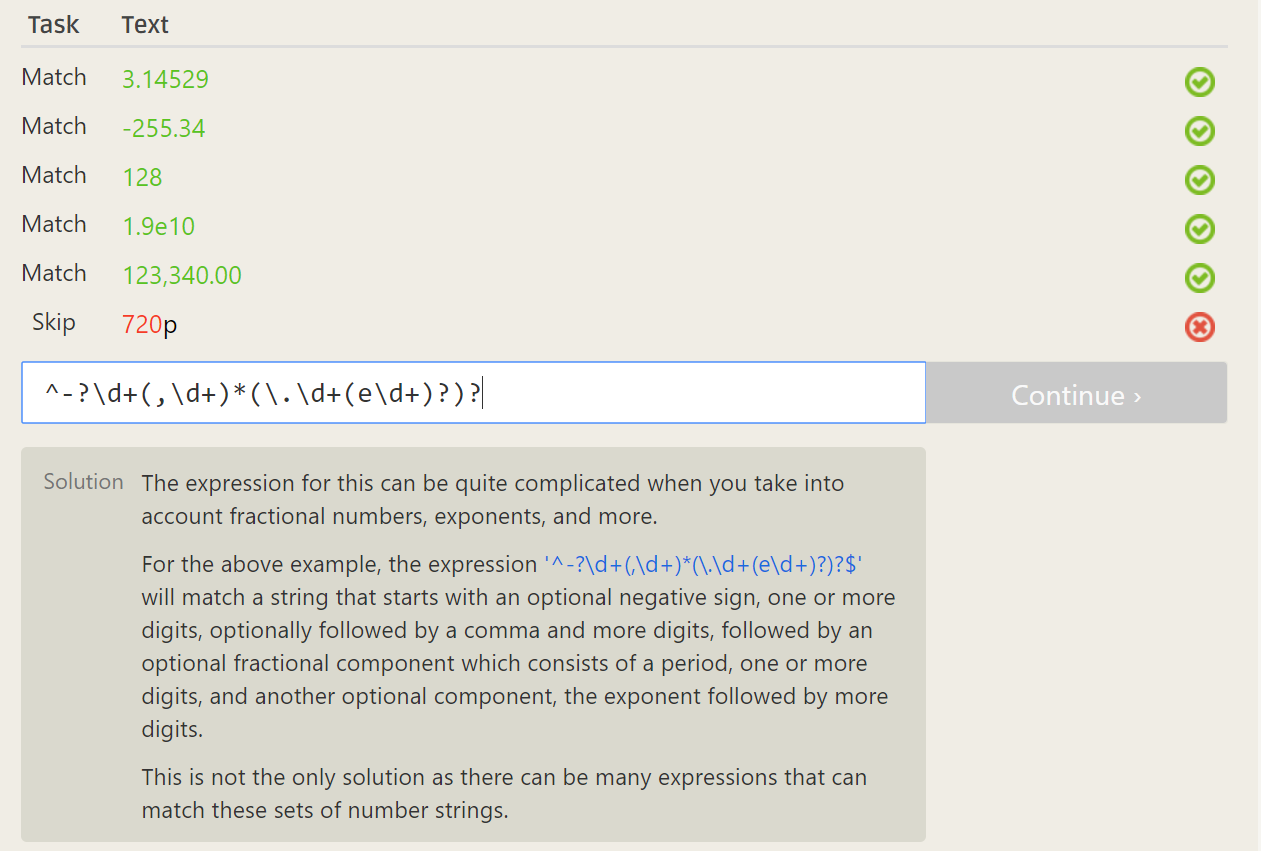 Task Text
Match 3.14529
Match -255.34
Match 128
Match 1.9e10
Match 123,340.00
Skip 720p
^-?\d+(,\d+)*(\.\d+(e\d+)?)?
Continue ›
Solution The expression for this can be quite complicated when you take into
account fractional numbers, exponents, and more.
For the above example, the expression '^-?\d+(,\d+)*(\.\d+(e\d+)?)?$'
will match a string that starts with an optional negative sign, one or more
digits, optionally followed by a comma and more digits, followed by an
optional fractional component which consists of a period, one or more
digits, and another optional component, the exponent followed by more
digits.
This is not the only solution as there can be many expressions that can
match these sets of number strings.